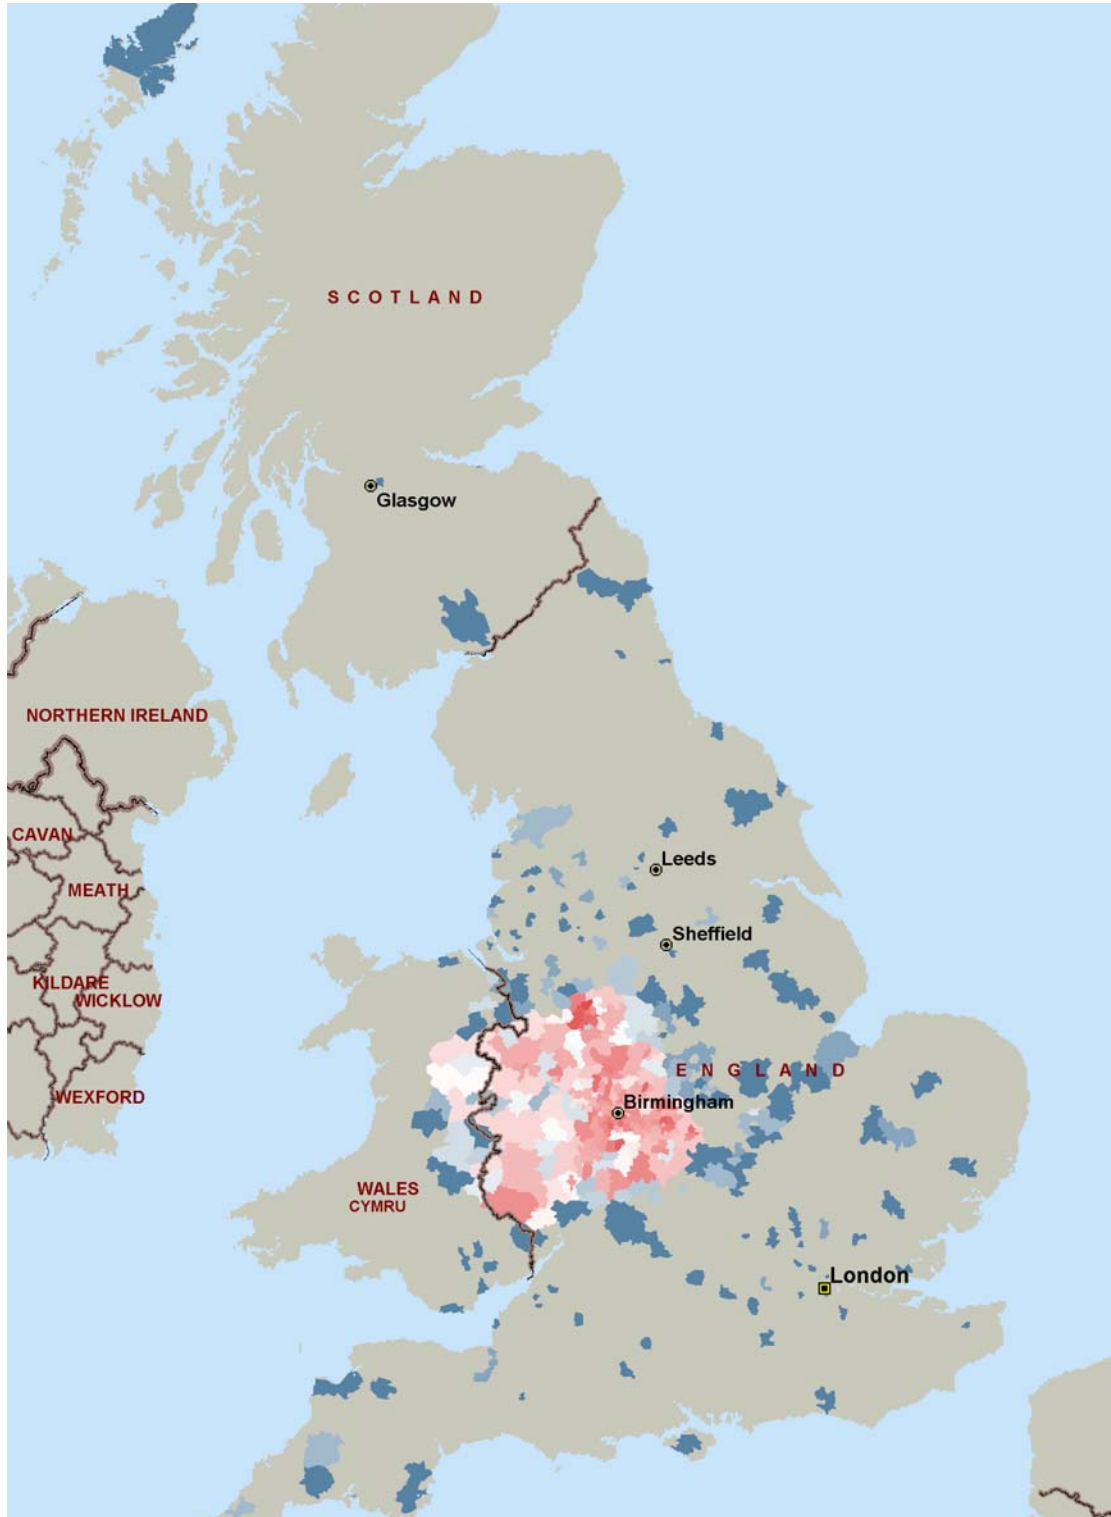 SCOTLAND
Glasgow
NORTHERN IRELAND
CAVAN
Leeds
MEATH
Sheffield
KILDARE
WICKLOW
ENGLAND
WEXFORD
Birmingham
WALES
CYMRU
London